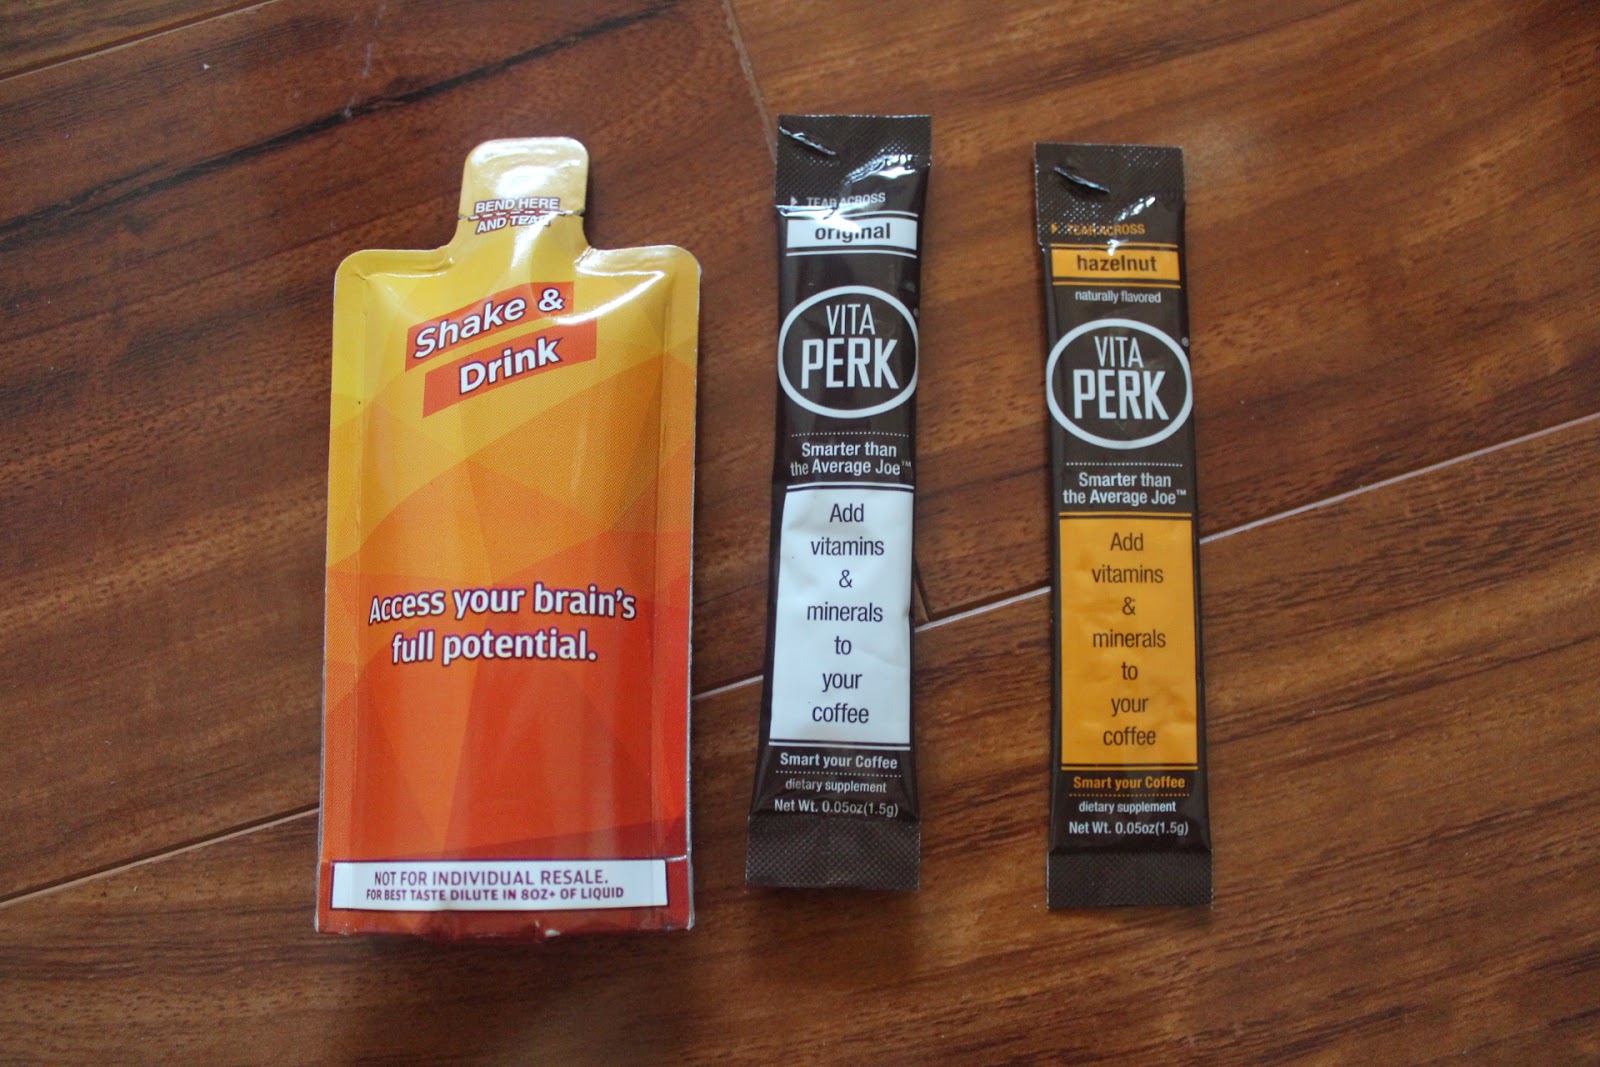 BEND HERE
AND TEAR
Shake &
Drink
Access your brain's
full potential.
NOT FOR INDIVIDUAL RESALE.
FOR BEST TASTE DILUTE IN 8OZ+ OF LIQUID
TEAR ACROSS
original
VITA
PERK®
Smarter than
the Average Joe™
Add
vitamins
&
minerals
to
your
coffee
Smart your Coffee
dietary supplement
Net Wt. 0.05oz(1.5g)
TEAR ACROSS
hazelnut
naturally flavored
VITA
PERK®
Smarter than
the Average Joe™
Add
vitamins
&
minerals
to
your
coffee
Smart your Coffee
dietary supplement
Net Wt. 0.05oz(1.5g)